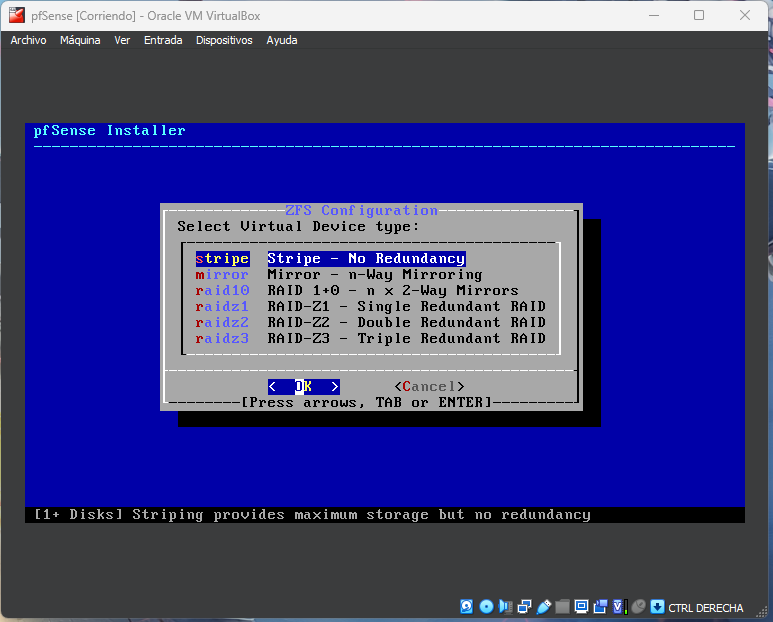 pfSense [Corriendo] - Oracle VM VirtualBox
Archivo Máquina Ver Entrada Dispositivos Ayuda
pfSense Installer
ZFS Configuration
Select Virtual Device type:
stripe Stripe - No Redundancy
mirror Mirror - n-Way Mirroring
raid10 RAID 1+0 - n x 2-Way Mirrors
raidz1 RAID-Z1 - Single Redundant RAID
raidz2 RAID-Z2 - Double Redundant RAID
raidz3 RAID-Z3 - Triple Redundant RAID
< OK > <Cancel>
[Press arrows, TAB or ENTER]
[1+ Disks] Striping provides maximum storage but no redundancy
CTRL DERECHA